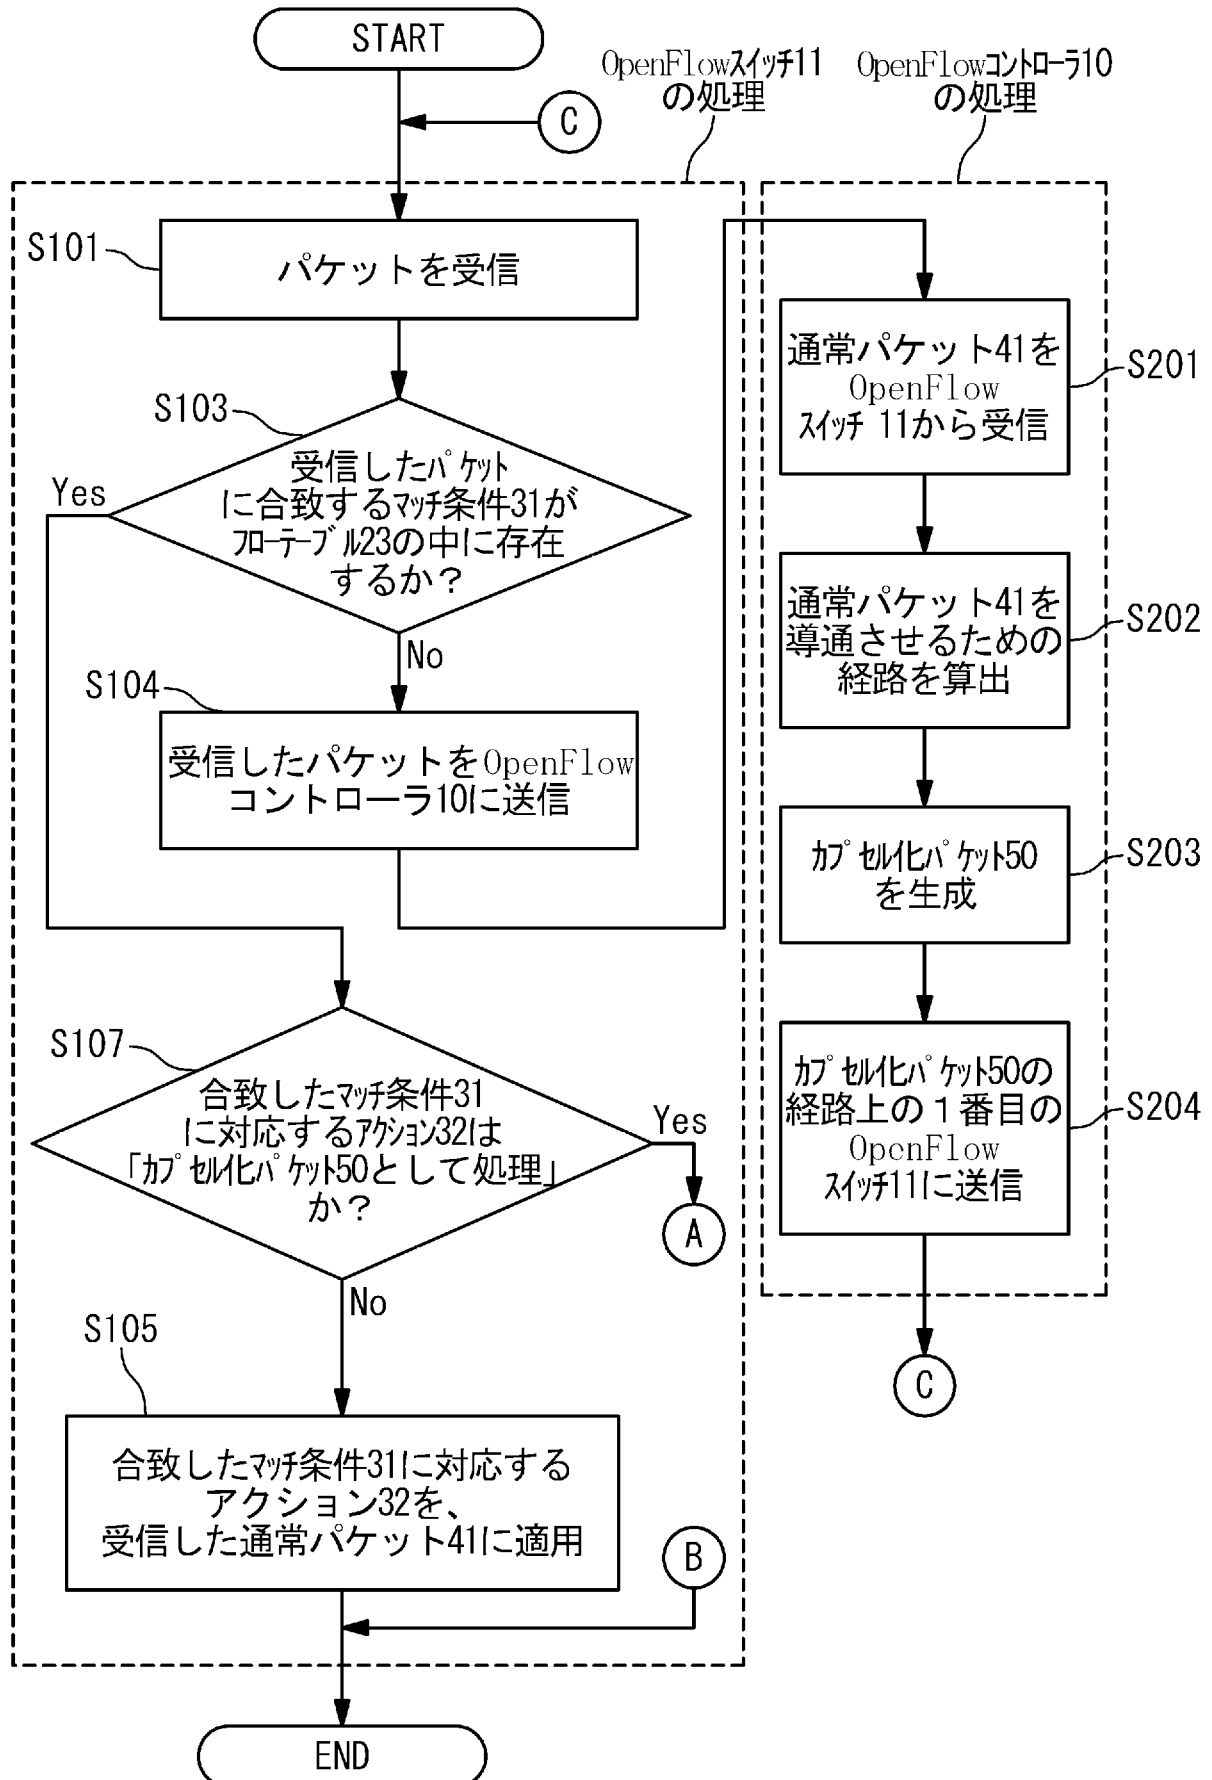 START
C
OpenFlowスイッチ11
の処理
OpenFlowコントローラ10
の処理
S101
パケットを受信
S103
受信したパケット
に合致するマッチ条件31が
フローテーブル23の中に存在
するか？
Yes
No
S104
受信したパケットをOpenFlow
コントローラ10に送信
S107
合致したマッチ条件31
に対応するアクション32は
「カプセル化パケット50として処理」
か？
Yes
A
No
S105
合致したマッチ条件31に対応する
アクション32を、
受信した通常パケット41に適用
B
END
通常パケット41を
OpenFlow
スイッチ 11から受信
S201
通常パケット41を
導通させるための
経路を算出
S202
カプセル化パケット50
を生成
S203
カプセル化パケット50の
経路上の１番目の
OpenFlow
スイッチ11に送信
S204
C